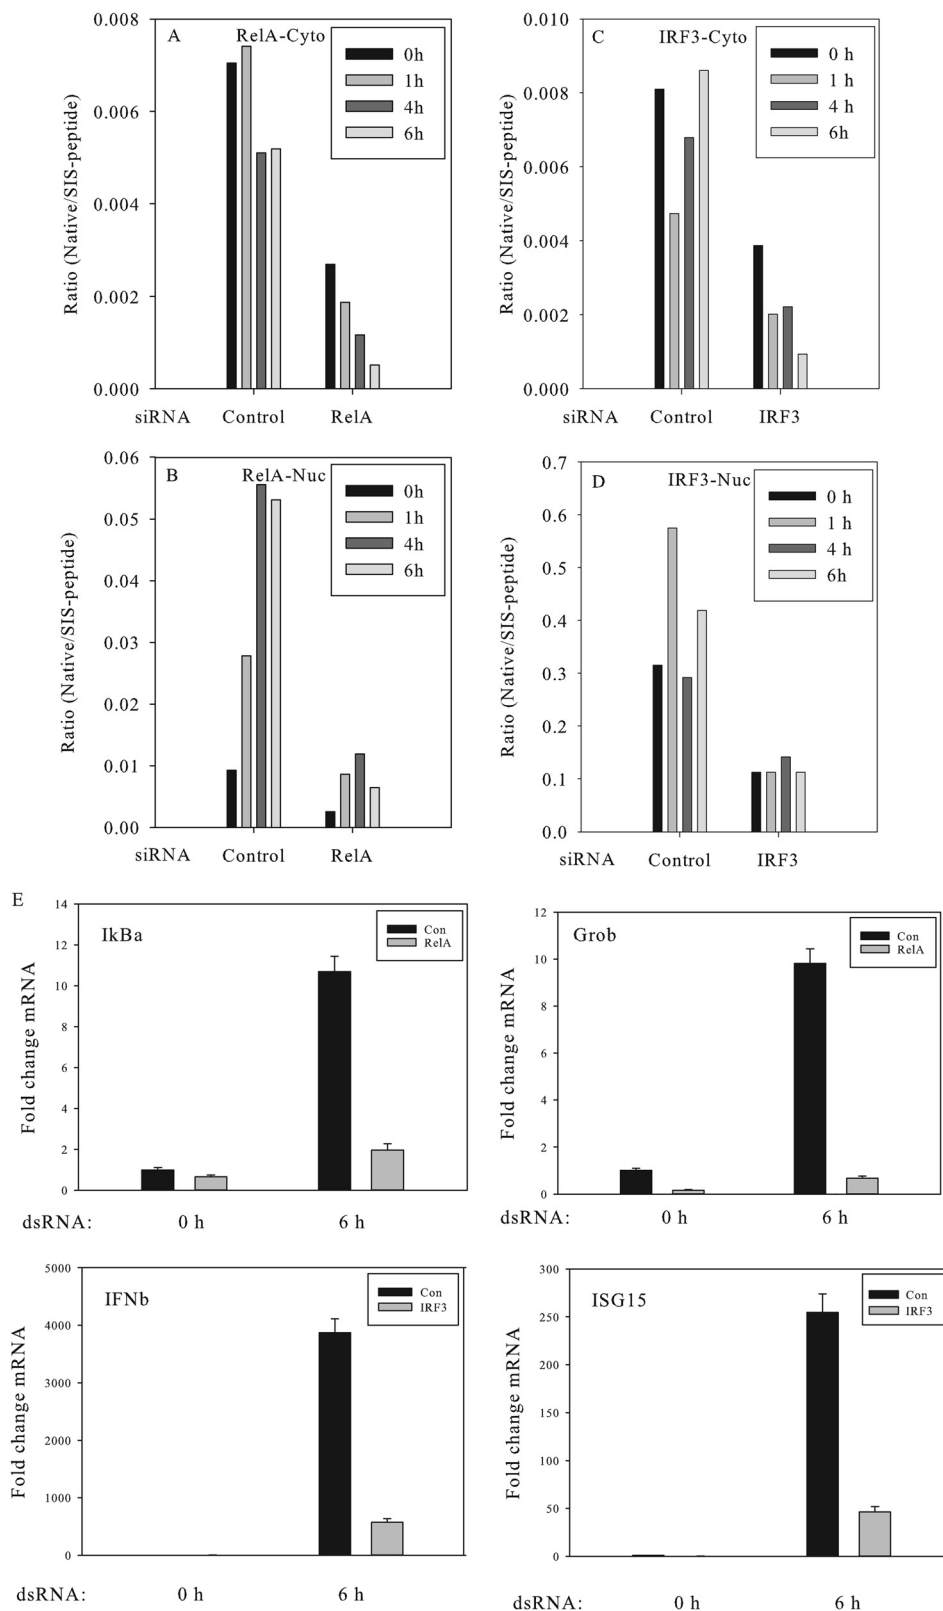 A RelA-Cyto
0h
1h
4h
6h
Ratio (Native/SIS-peptide)
0.008
0.006
0.004
0.002
0.000
siRNA Control RelA
C IRF3-Cyto
0 h
1 h
4 h
6h
Ratio (Native/SIS-peptide)
0.010
0.008
0.006
0.004
0.002
0.000
siRNA Control IRF3
B RelA-Nuc
0h
1h
4h
6h
Ratio (Native/SIS-peptide)
0.06
0.05
0.04
0.03
0.02
0.01
0.00
siRNA Control RelA
D IRF3-Nuc
0 h
1 h
4 h
6h
Ratio (Native/SIS-peptide)
0.7
0.6
0.5
0.4
0.3
0.2
0.1
0.0
siRNA Control IRF3
E
IkBa
Con
RelA
Fold change mRNA
14
12
10
8
6
4
2
0
dsRNA: 0 h 6 h
Grob
Con
RelA
Fold change mRNA
12
10
8
6
4
2
0
dsRNA: 0 h 6 h
IFNb
Con
IRF3
Fold change mRNA
5000
4000
3000
2000
1000
0
dsRNA: 0 h 6 h
ISG15
Con
IRF3
Fold change mRNA
300
250
200
150
100
50
0
dsRNA: 0 h 6 h